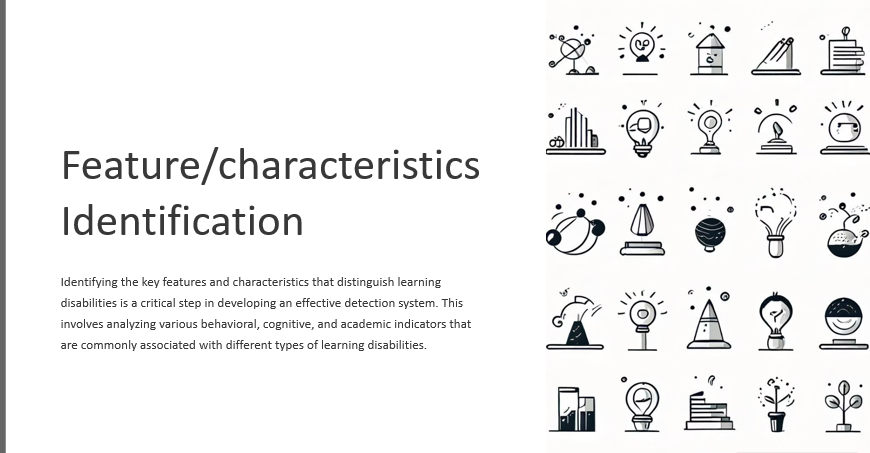 Feature/characteristics
Identification
Identifying the key features and characteristics that distinguish learning
disabilities is a critical step in developing an effective detection system. This
involves analyzing various behavioral, cognitive, and academic indicators that
are commonly associated with different types of learning disabilities.